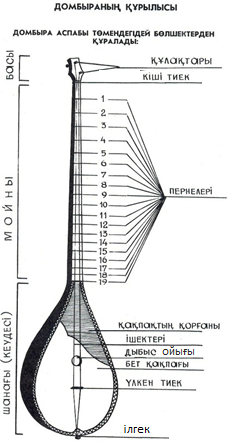 ДОМБЫРАНЫҢ ҚҰРЫЛЫСЫ
ДОМБЫРА АСПАБЫ ТӨМЕНДЕГІДЕЙ БӨЛШЕКТЕРДЕН
ҚҰРАЛАДЫ:
БАСЫ
ҚҰЛАҚТАРЫ
КІШІ ТИЕК
МОЙНЫ
1
2
3
4
5
6
7
8
9
10
11
12
13
14
15
16
17
18
19
ПЕРНЕЛЕРІ
ШАНАҒЫ (КЕУДЕСІ)
ҚАҚПАҚТЫҢ ҚОРҒАНЫ
ІШЕКТЕРІ
ДЫБЫС ОЙЫҒЫ
БЕТ ҚАҚПАҒЫ
ҮЛКЕН ТИЕК
ілгек